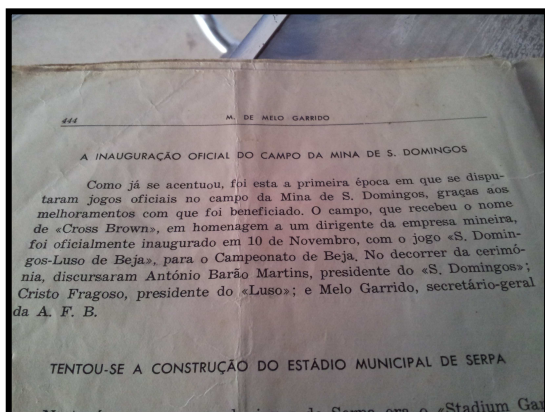 444
M. DE MELO GARRIDO
A INAUGURAÇÃO OFICIAL DO CAMPO DA MINA DE S. DOMINGOS
Como já se acentuou, foi esta a primeira época em que se dispu-
taram jogos oficiais no campo da Mina de S. Domingos, graças aos
melhoramentos com que foi beneficiado. O campo, que recebeu o nome
de «Cross Brown», em homenagem a um dirigente da empresa mineira,
foi oficialmente inaugurado em 10 de Novembro, com o jogo «S. Domin-
gos-Luso de Beja», para o Campeonato de Beja. No decorrer da cerimó-
nia, discursaram António Barão Martins, presidente do «S. Domingos»;
Cristo Fragoso, presidente do «Luso»; e Melo Garrido, secretário-geral
da A. F. B.
TENTOU-SE A CONSTRUÇÃO DO ESTÁDIO MUNICIPAL DE SERPA
de Serpa era o «Stadium Gar